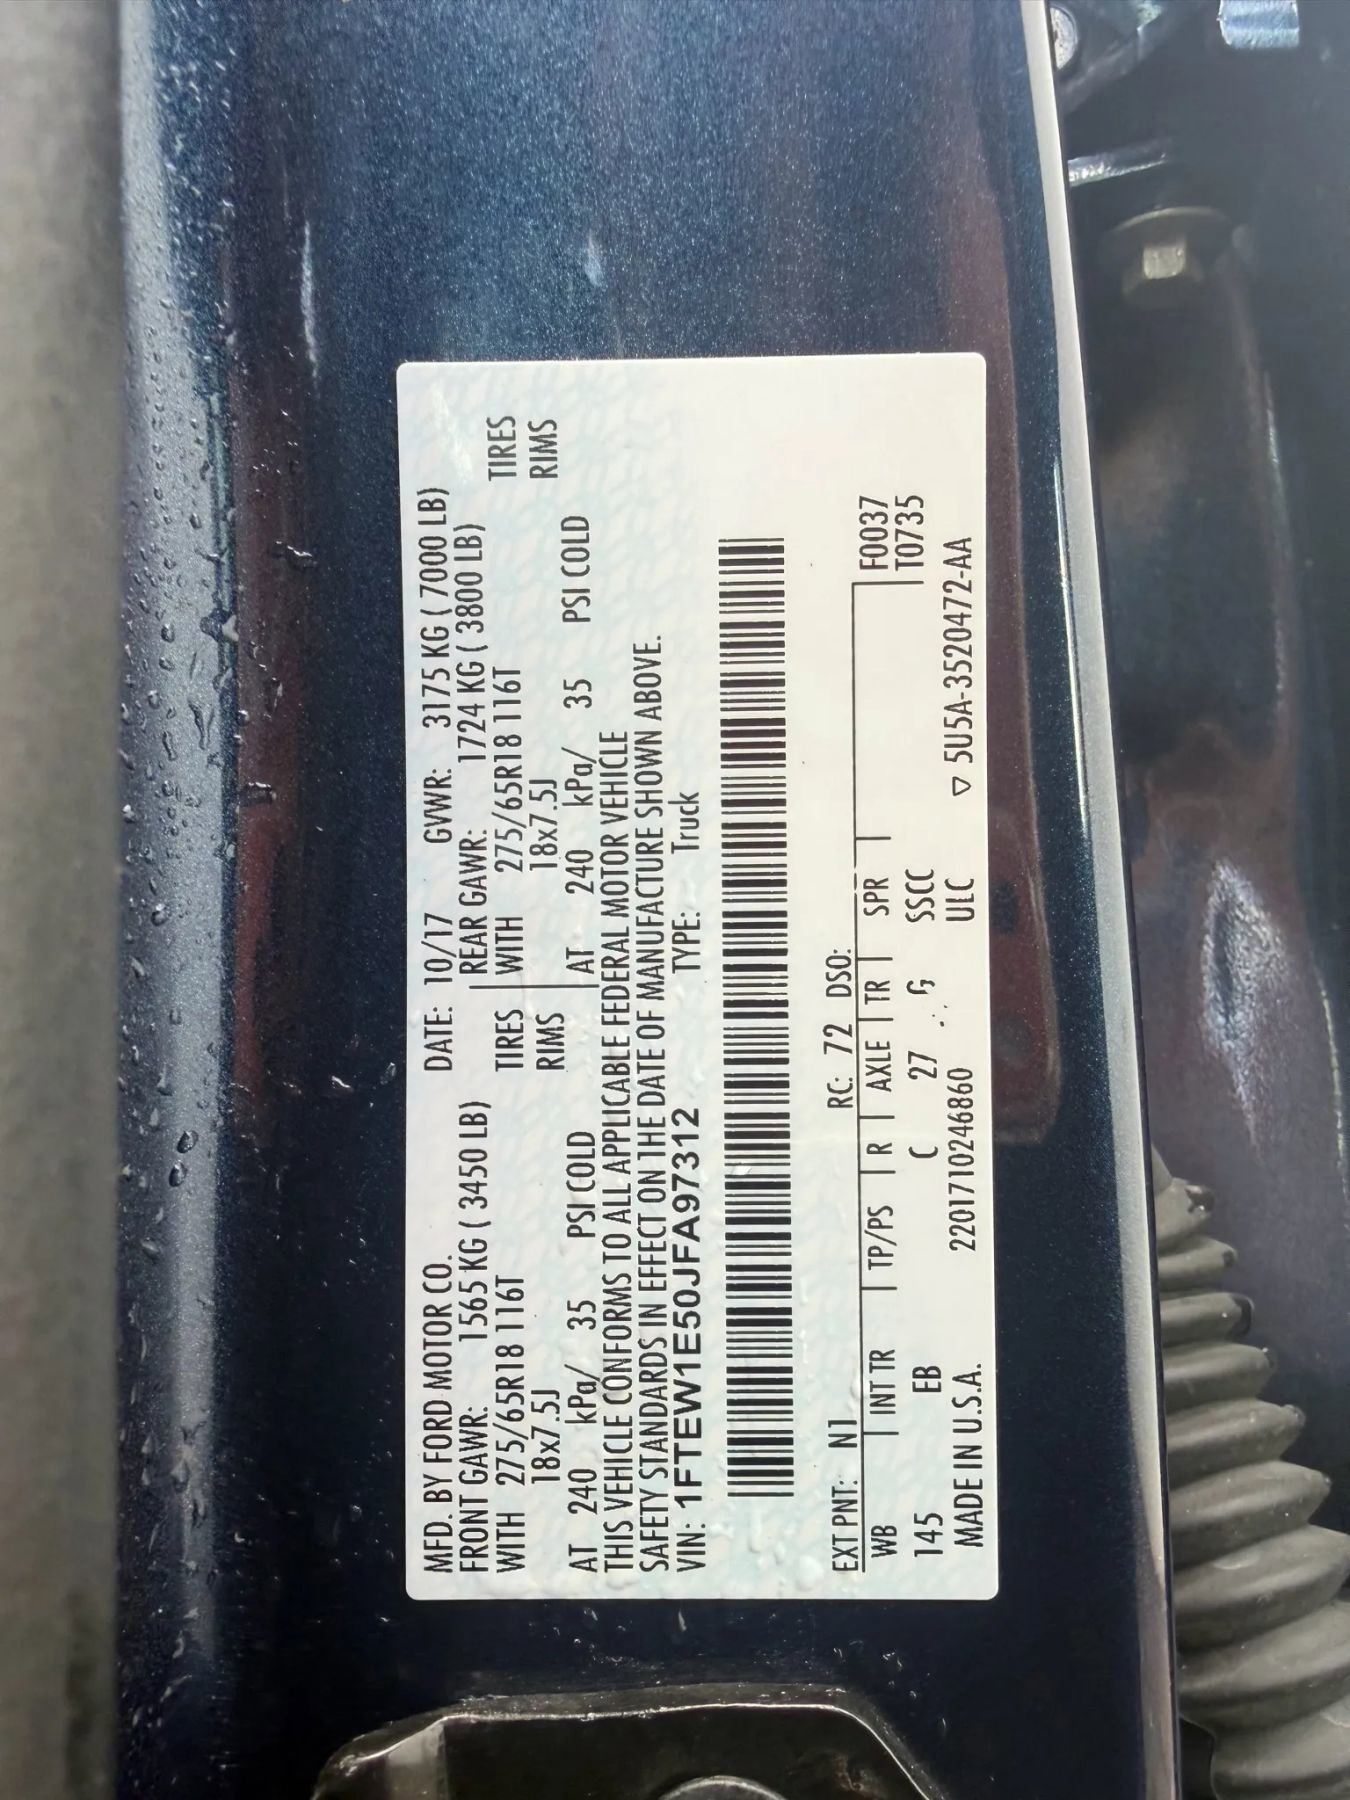 MFD. BY FORD MOTOR CO. DATE: 10/17 GVWR: 3175 KG ( 7000 LB)
FRONT GAWR: 1565 KG ( 3450 LB) REAR GAWR: 1724 KG ( 3800 LB)
WITH 275/65R18 116T TIRES WITH 275/65R18 116T TIRES
18x7.5J RIMS 18x7.5J RIMS
AT 240 kPa/ 35 PSI COLD AT 240 kPa/ 35 PSI COLD
THIS VEHICLE CONFORMS TO ALL APPLICABLE FEDERAL MOTOR VEHICLE
SAFETY STANDARDS IN EFFECT ON THE DATE OF MANUFACTURE SHOWN ABOVE.
VIN: 1FTEW1E50JFA97312 TYPE: Truck
EXT PNT: N1 RC: 72 DSO:
WB INT TR TP/PS R AXLE TR SPR F0037
145 EB C 27 G SSCC T0735
MADE IN U.S.A. 2201710246860 ULC ▽ 5U5A-3520472-AA